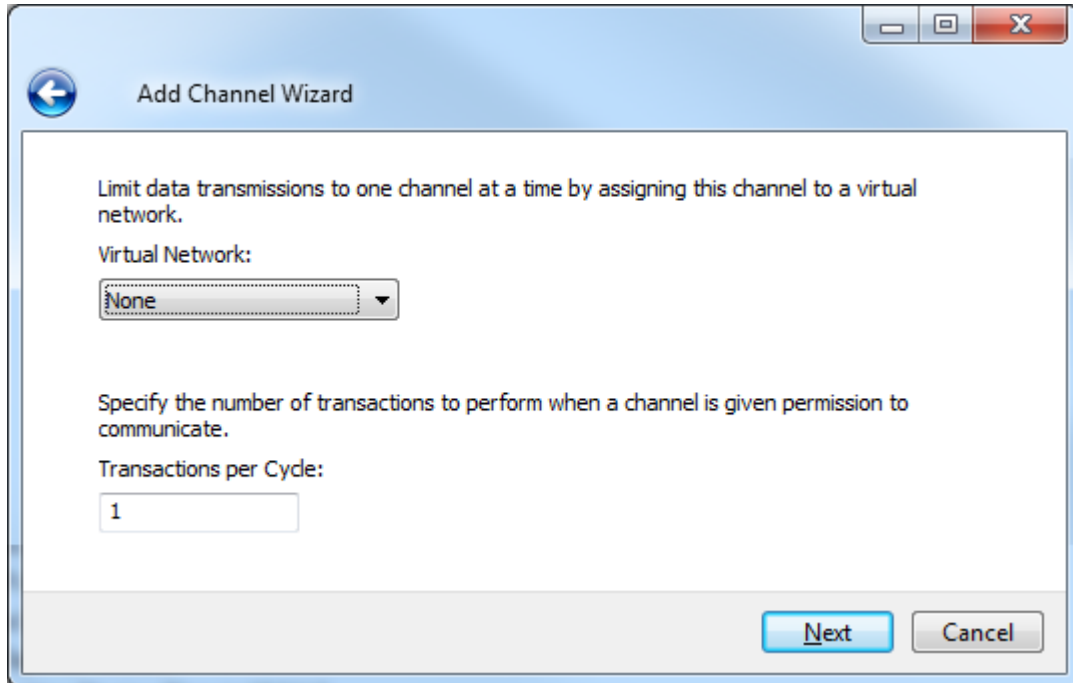 Add Channel Wizard
Limit data transmissions to one channel at a time by assigning this channel to a virtual
network.
Virtual Network:
None
Specify the number of transactions to perform when a channel is given permission to
communicate.
Transactions per Cycle:
1
Next
Cancel